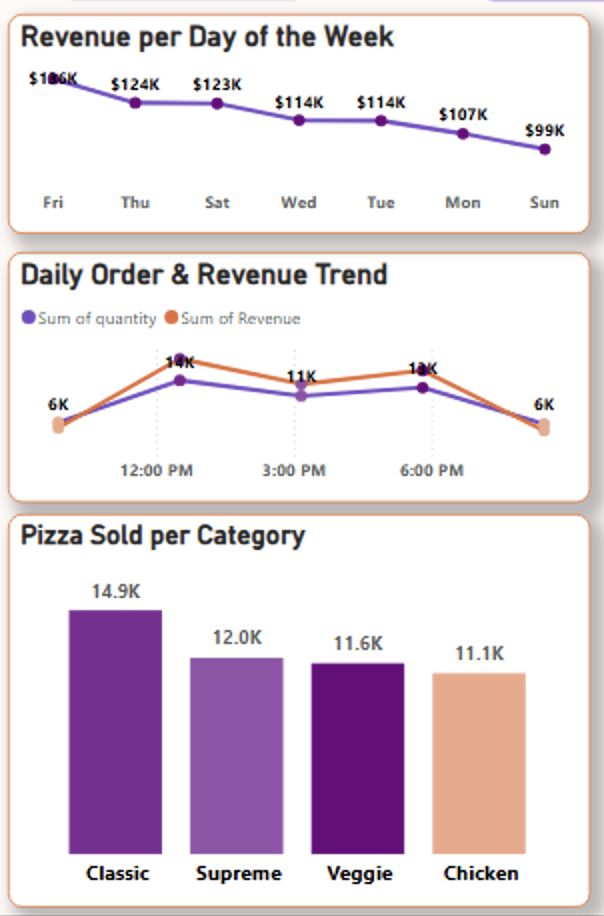 Revenue per Day of the Week
$136K $124K $123K $114K $114K $107K $99K
Fri Thu Sat Wed Tue Mon Sun
Daily Order & Revenue Trend
Sum of quantity Sum of Revenue
6K 14K 11K 13K 6K
12:00 PM 3:00 PM 6:00 PM
Pizza Sold per Category
14.9K 12.0K 11.6K 11.1K
Classic Supreme Veggie Chicken